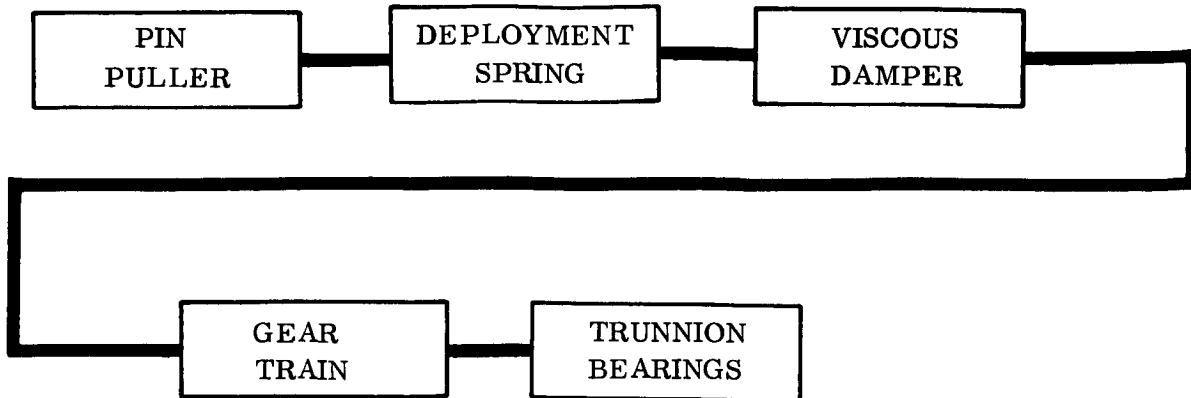 PIN
PULLER
DEPLOYMENT
SPRING
VISCOUS
DAMPER
GEAR
TRAIN
TRUNNION
BEARINGS